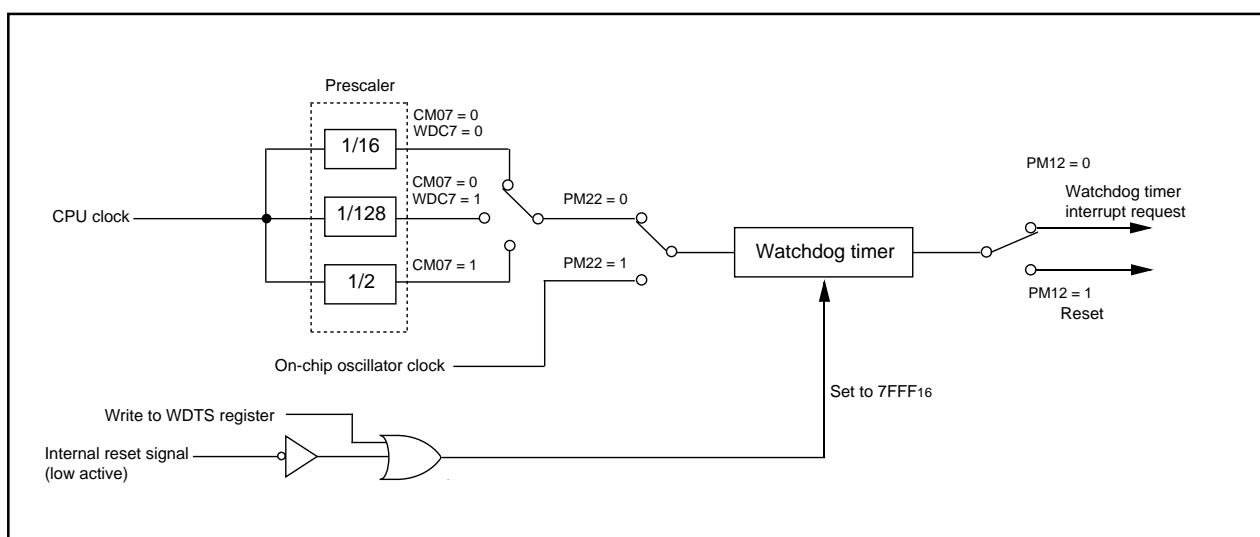 Prescaler
CM07 = 0
WDC7 = 0
1/16
CM07 = 0
WDC7 = 1
1/128
CPU clock
CM07 = 1
1/2
PM22 = 0
PM22 = 1
On-chip oscillator clock
Watchdog timer
PM12 = 0
Watchdog timer
interrupt request
PM12 = 1
Reset
Set to 7FFF16
Write to WDTS register
Internal reset signal
(low active)